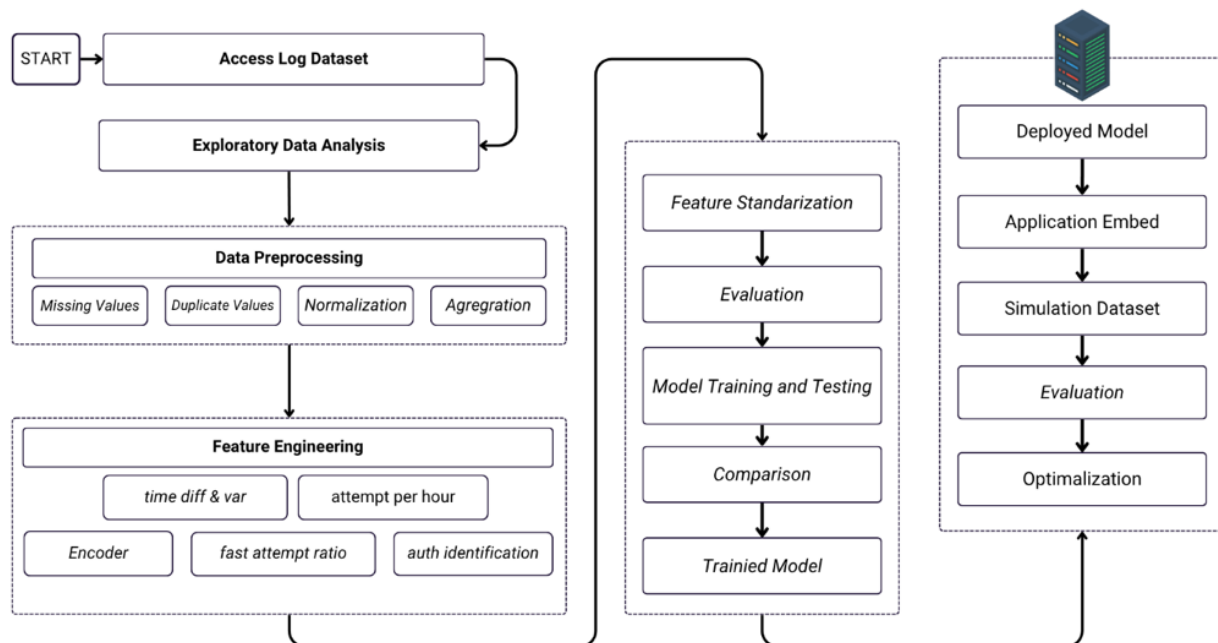 START
Access Log Dataset
Exploratory Data Analysis
Data Preprocessing
Missing Values
Duplicate Values
Normalization
Agregration
Feature Engineering
time diff & var
attempt per hour
Encoder
fast attempt ratio
auth identification
Feature Standarization
Evaluation
Model Training and Testing
Comparison
Trainied Model
Deployed Model
Application Embed
Simulation Dataset
Evaluation
Optimalization